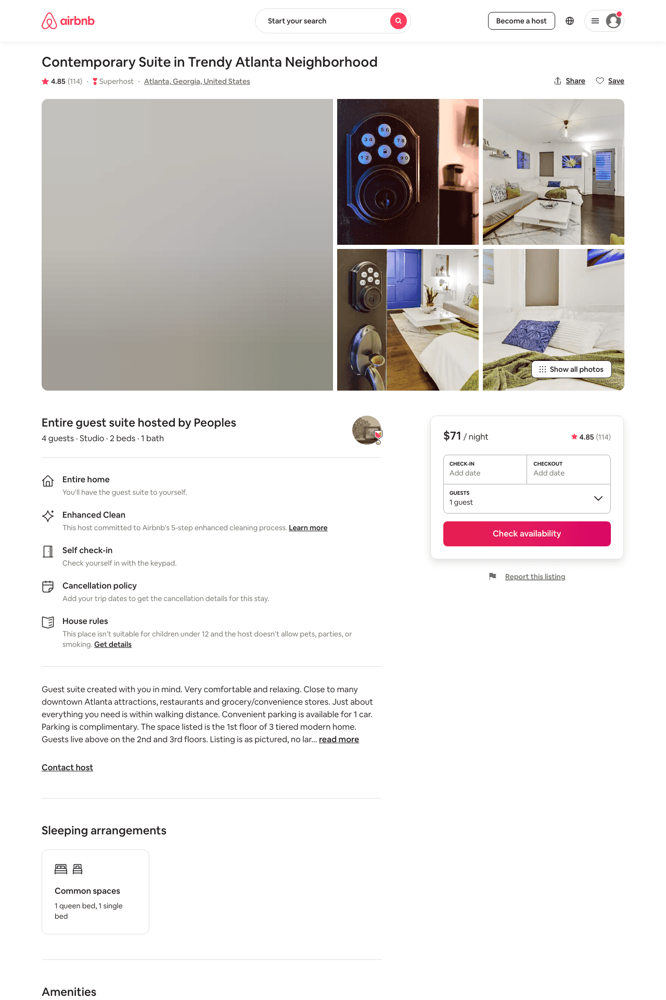 airbnb
Start your search
Become a host
Contemporary Suite in Trendy Atlanta Neighborhood
4.85 (114) · Superhost · Atlanta, Georgia, United States
Share
Save
5 6
3 4
7 8
1 2
9 0
Show all photos
Entire guest suite hosted by Peoples
4 guests · Studio · 2 beds · 1 bath
$71 / night
4.85 (114)
CHECK-IN
Add date
CHECKOUT
Add date
GUESTS
1 guest
Check availability
Report this listing
Entire home
You’ll have the guest suite to yourself.
Enhanced Clean
This host committed to Airbnb's 5-step enhanced cleaning process. Learn more
Self check-in
Check yourself in with the keypad.
Cancellation policy
Add your trip dates to get the cancellation details for this stay.
House rules
This place isn’t suitable for children under 12 and the host doesn’t allow pets, parties, or
smoking. Get details
Guest suite created with you in mind. Very comfortable and relaxing. Close to many
downtown Atlanta attractions, restaurants and grocery/convenience stores. Just about
everything you need is within walking distance. Convenient parking is available for 1 car.
Parking is complimentary. The space listed is the 1st floor of 3 tiered modern home.
Guests live above on the 2nd and 3rd floors. Listing is as pictured, no lar... read more
Contact host
Sleeping arrangements
Common spaces
1 queen bed, 1 single
bed
Amenities